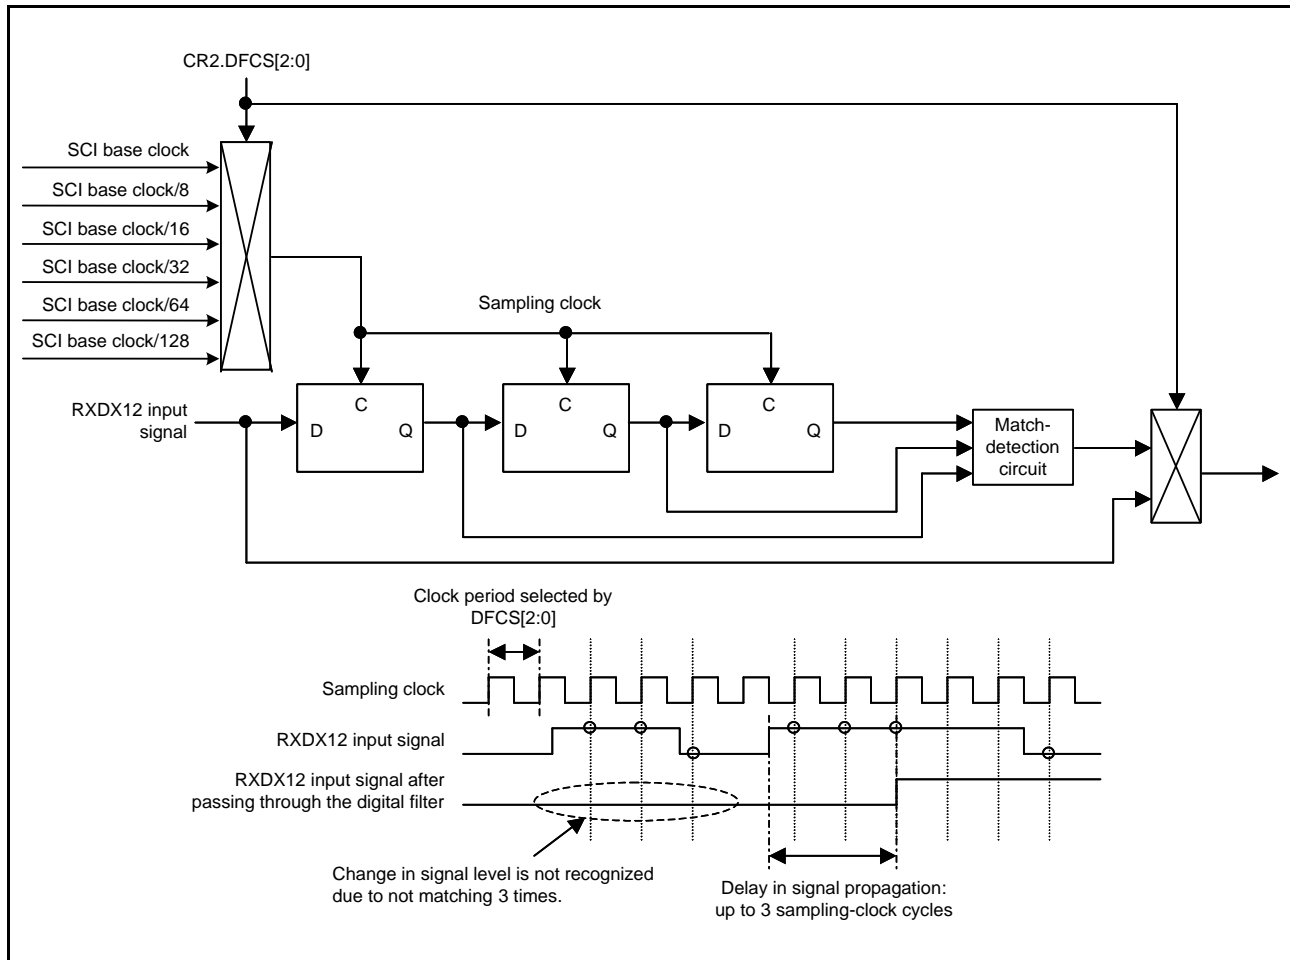 CR2.DFCS[2:0]
SCI base clock
SCI base clock/8
SCI base clock/16
SCI base clock/32
SCI base clock/64
SCI base clock/128
Sampling clock
RXDX12 input
signal
C
D
Q
C
D
Q
C
D
Q
Match-
detection
circuit
Clock period selected by
DFCS[2:0]
Sampling clock
RXDX12 input signal
RXDX12 input signal after
passing through the digital filter
Change in signal level is not recognized
due to not matching 3 times.
Delay in signal propagation:
up to 3 sampling-clock cycles